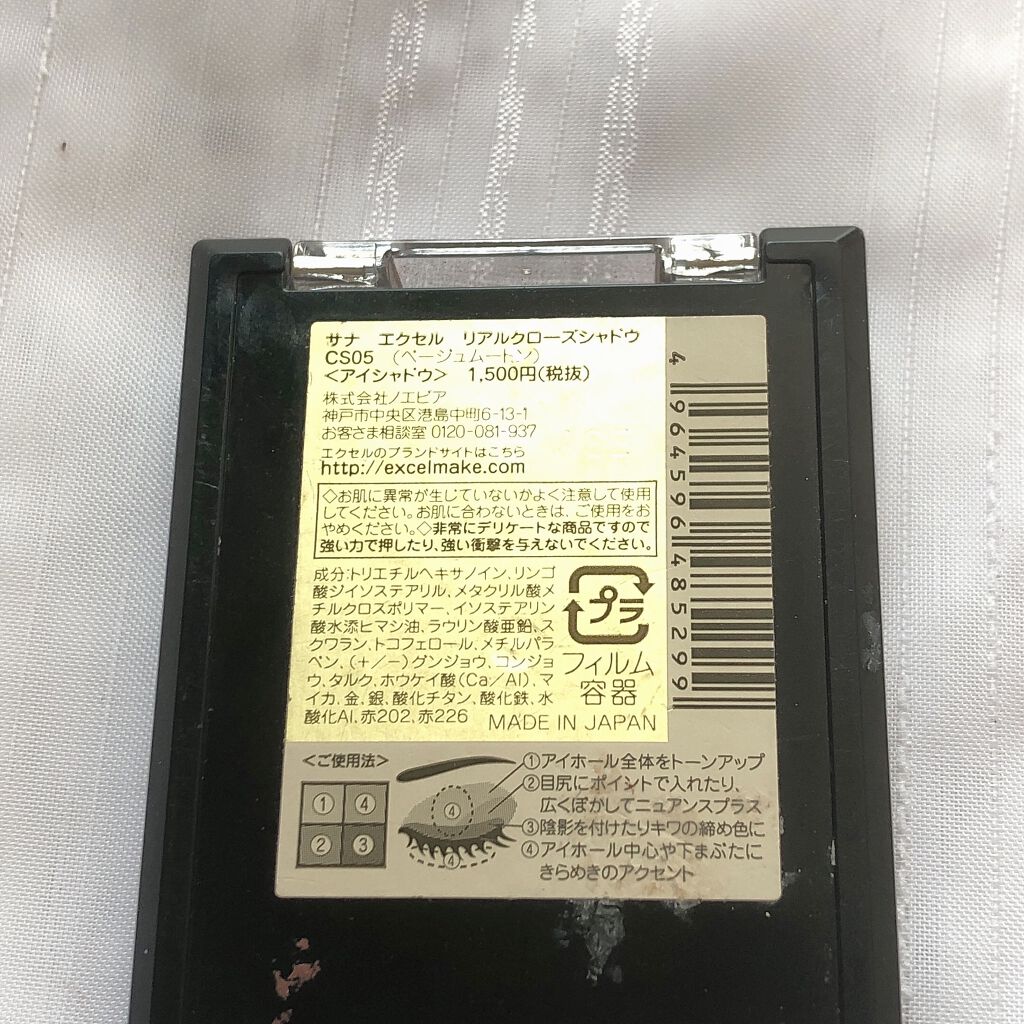 サナ エクセル リアルクローズシャドウ
CS05 (ベージュムートン)
<アイシャドウ> 1,500円(税抜)
株式会社ノエビア
神戸市中央区港島中町6-13-1
お客さま相談室 0120-081-937
エクセルのブランドサイトはこちら
http://excelmake.com
◇お肌に異常が生じていないかよく注意して使用
してください。お肌に合わないときは、ご使用をお
やめください。◇非常にデリケートな商品ですので
強い力で押したり、強い衝撃を与えないでください。
成分:トリエチルヘキサノイン、リンゴ
酸ジイソステアリル、メタクリル酸メ
チルクロスポリマー、イソステアリン
酸水添ヒマシ油、ラウリン酸亜鉛、ス
クワラン、トコフェロール、メチルパラ
ベン、(+/-)グンジョウ、コンジョ
ウ、タルク、ホウケイ酸(Ca/Al)、マ
イカ、金、銀、酸化チタン、酸化鉄、水
酸化Al、赤202、赤226
プラ
フィルム
容器
MADE IN JAPAN
4964596485299
<ご使用法>
① ④
② ③
④
④
①アイホール全体をトーンアップ
②目尻にポイントで入れたり、
広くぼかしてニュアンスプラス
③陰影を付けたりキワの締め色に
④アイホール中心や下まぶたに
きらめきのアクセント